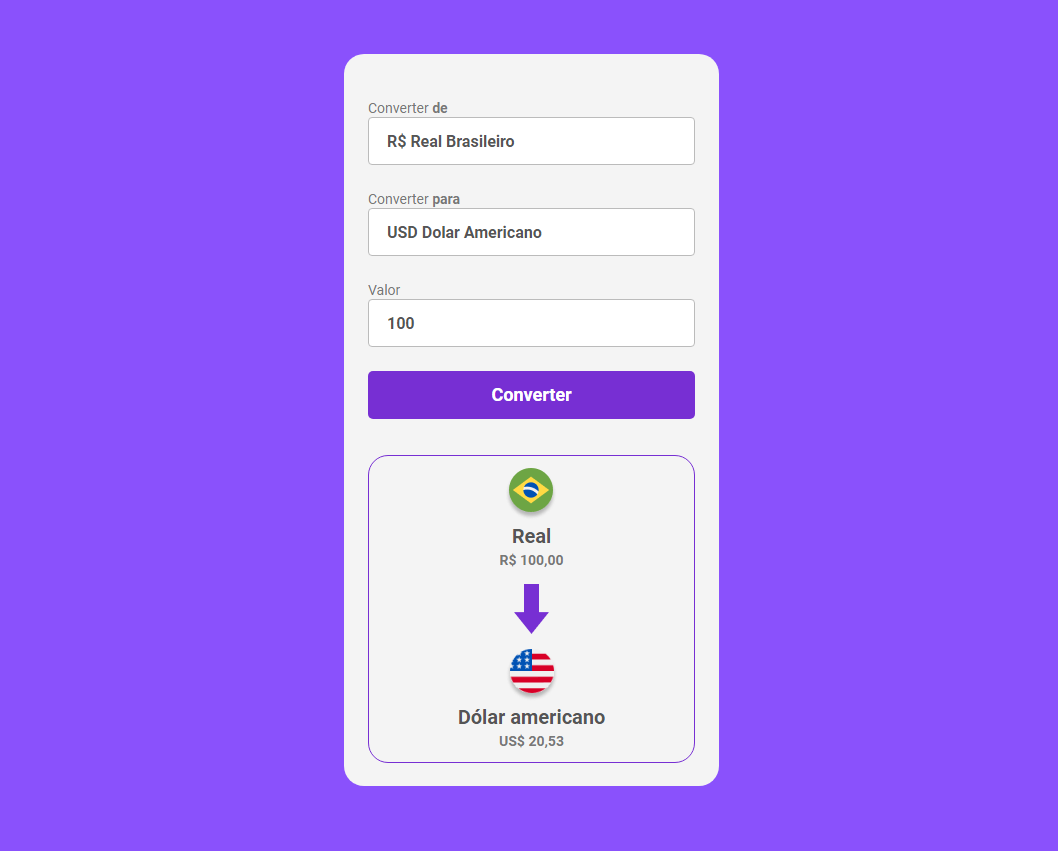 Converter de
R$ Real Brasileiro
Converter para
USD Dolar Americano
Valor
100
Converter
Real
R$ 100,00
Dólar americano
US$ 20,53